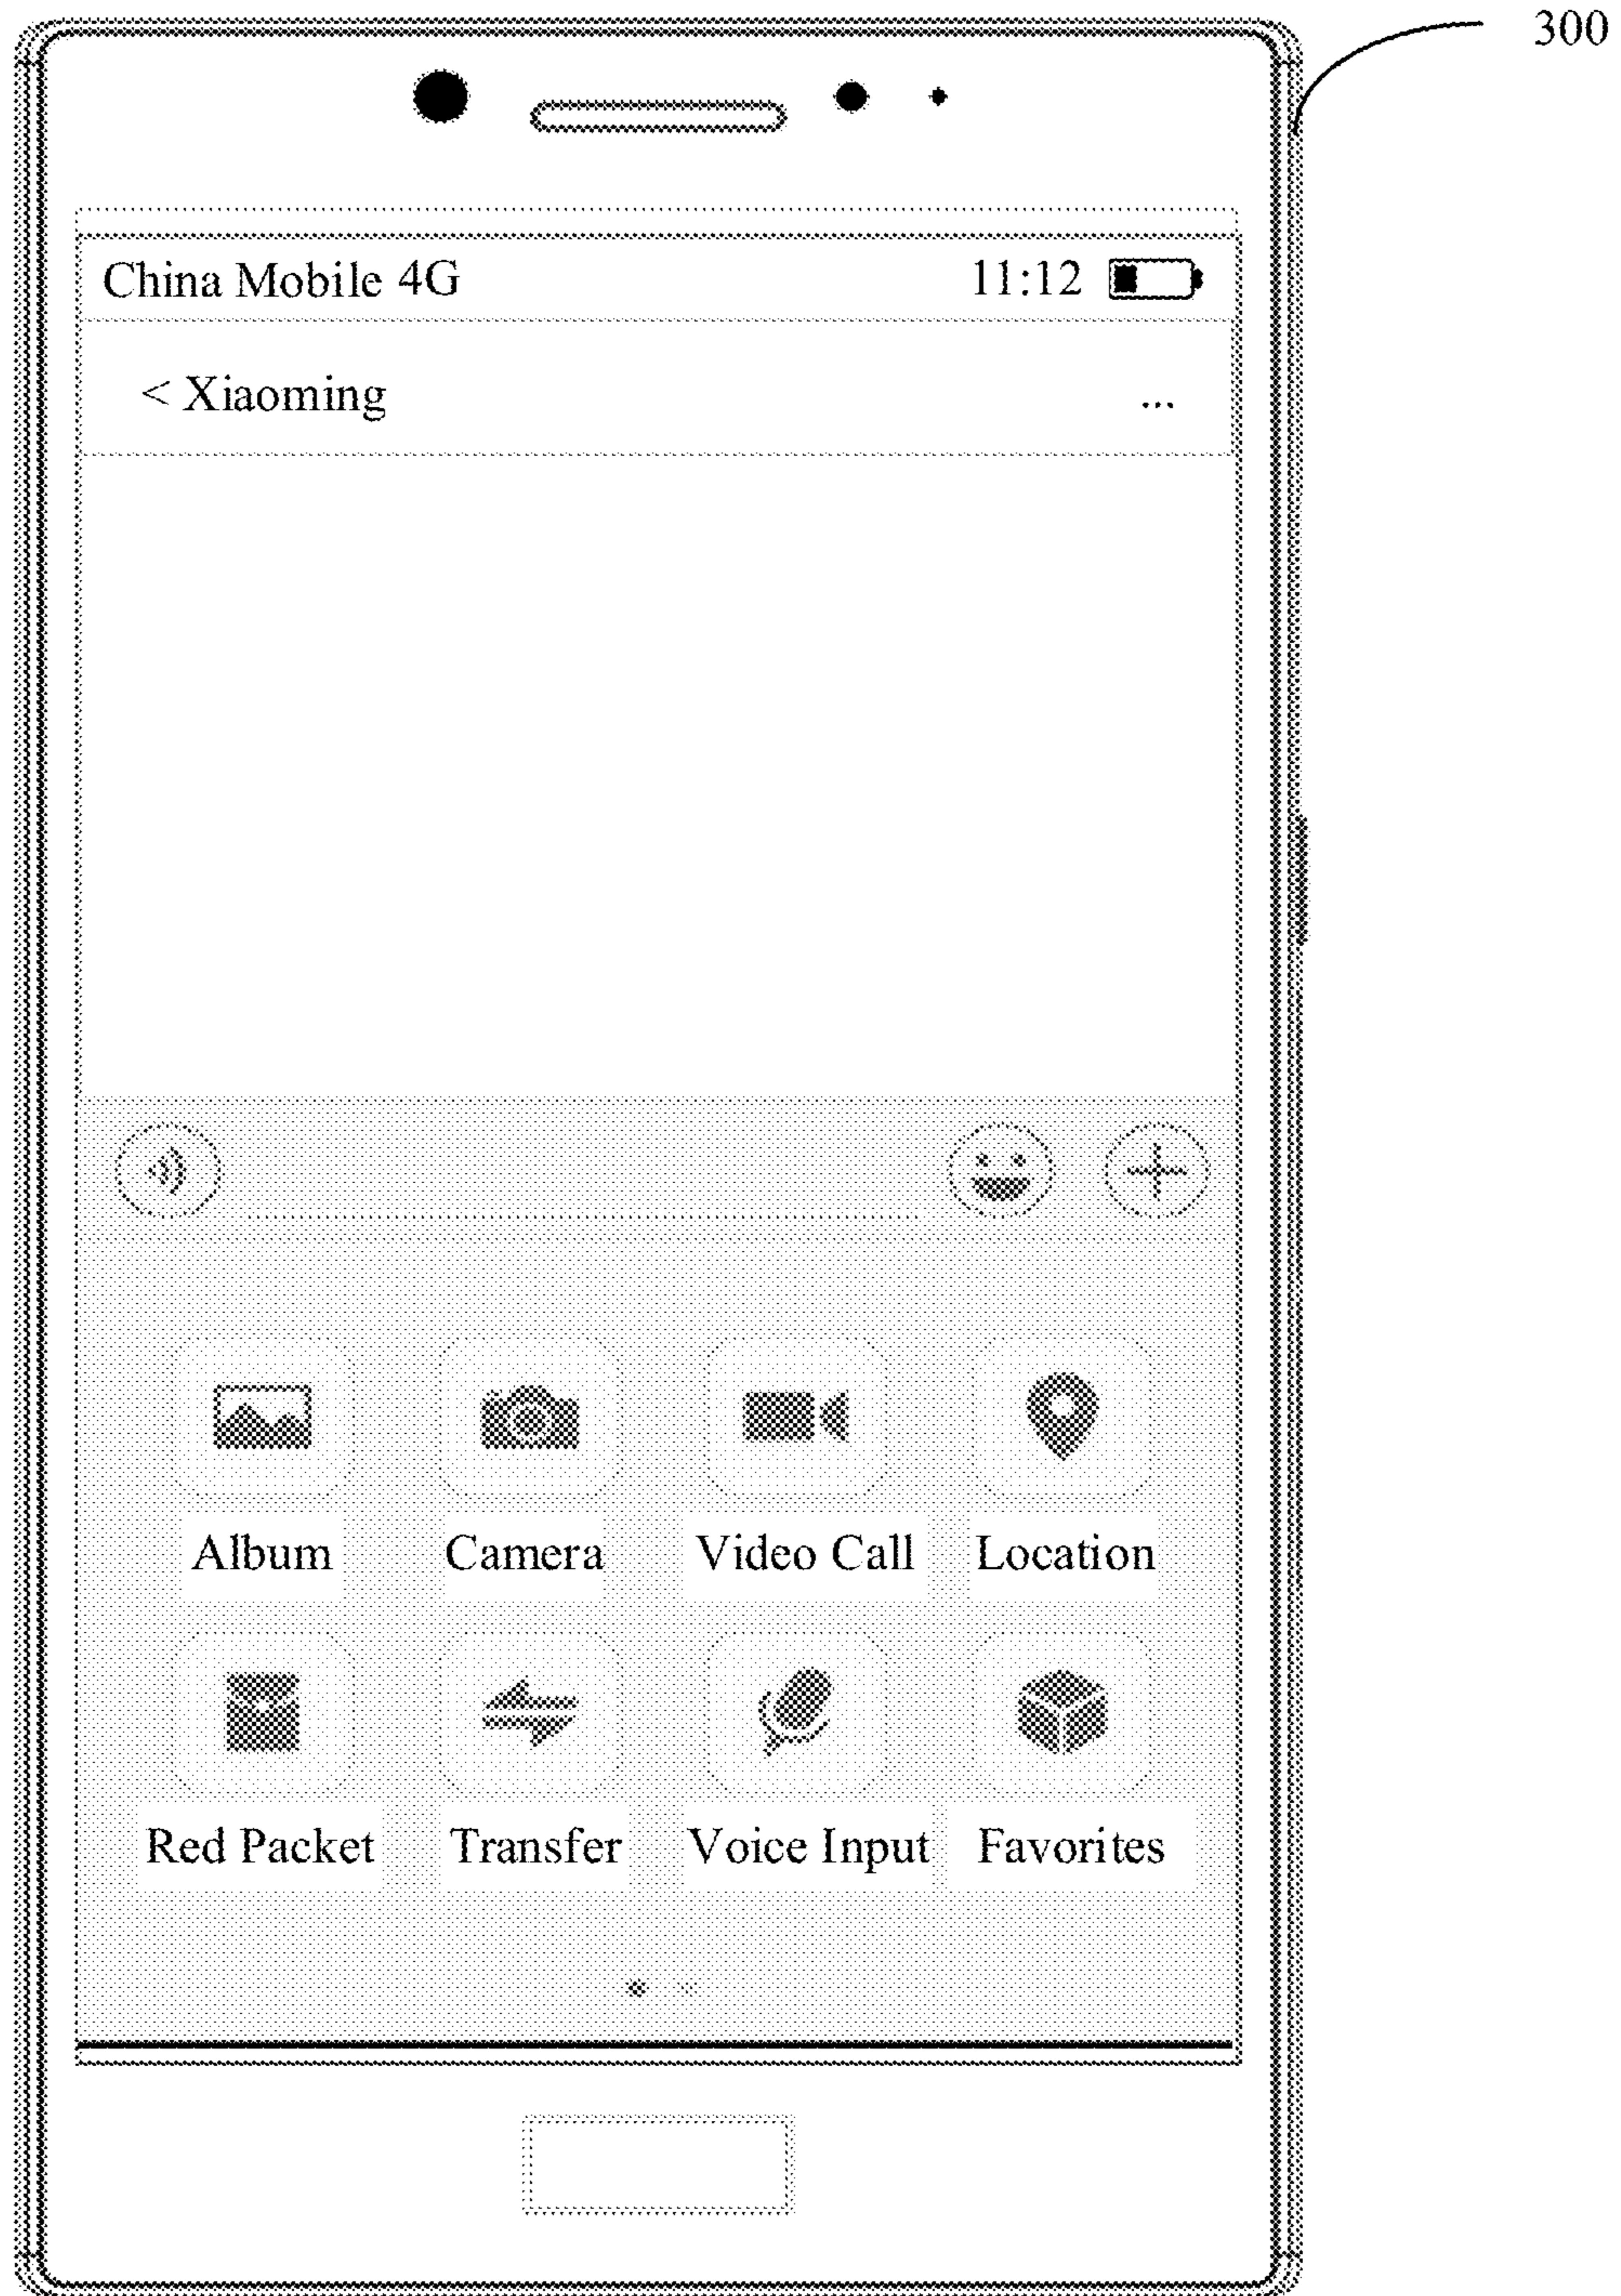 300
China Mobile 4G 11:12
< Xiaoming ...
Album Camera Video Call Location
Red Packet Transfer Voice Input Favorites